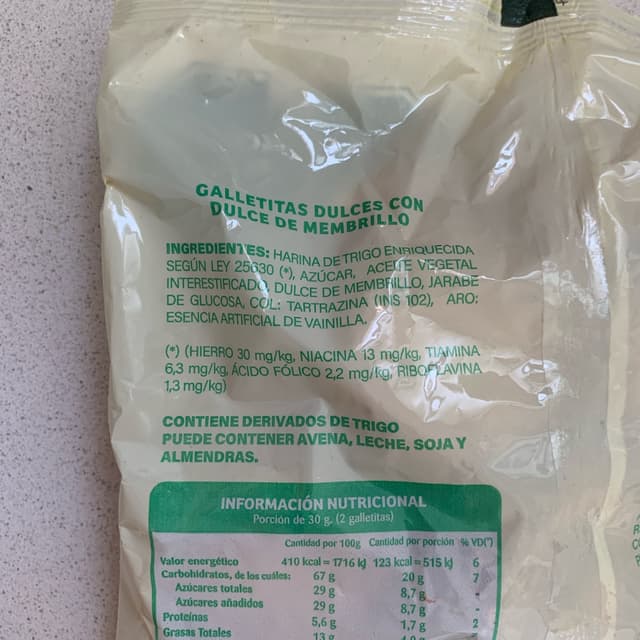 GALLETITAS DULCES CON
DULCE DE MEMBRILLO
INGREDIENTES: HARINA DE TRIGO ENRIQUECIDA
SEGÚN LEY 25630 (*), AZÚCAR, ACEITE VEGETAL
INTERESTIFICADO, DULCE DE MEMBRILLO, JARABE
DE GLUCOSA, COL: TARTRAZINA (INS 102), ARO:
ESENCIA ARTIFICIAL DE VAINILLA.
(*) (HIERRO 30 mg/kg, NIACINA 13 mg/kg, TIAMINA
6,3 mg/kg, ÁCIDO FÓLICO 2,2 mg/kg, RIBOFLAVINA
1,3 mg/kg)
CONTIENE DERIVADOS DE TRIGO
PUEDE CONTENER AVENA, LECHE, SOJA Y
ALMENDRAS.
INFORMACIÓN NUTRICIONAL
Porción de 30 g. (2 galletitas)
Cantidad por 100g Cantidad por porción % VD(*)
Valor energético 410 kcal = 1716 kJ 123 kcal = 515 kJ 6
Carbohidratos, de los cuales: 67 g 20 g 7
Azúcares totales 29 g 8,7 g -
Azúcares añadidos 29 g 8,7 g -
Proteínas 5,6 g 1,7 g 2
Grasas Totales 13 g